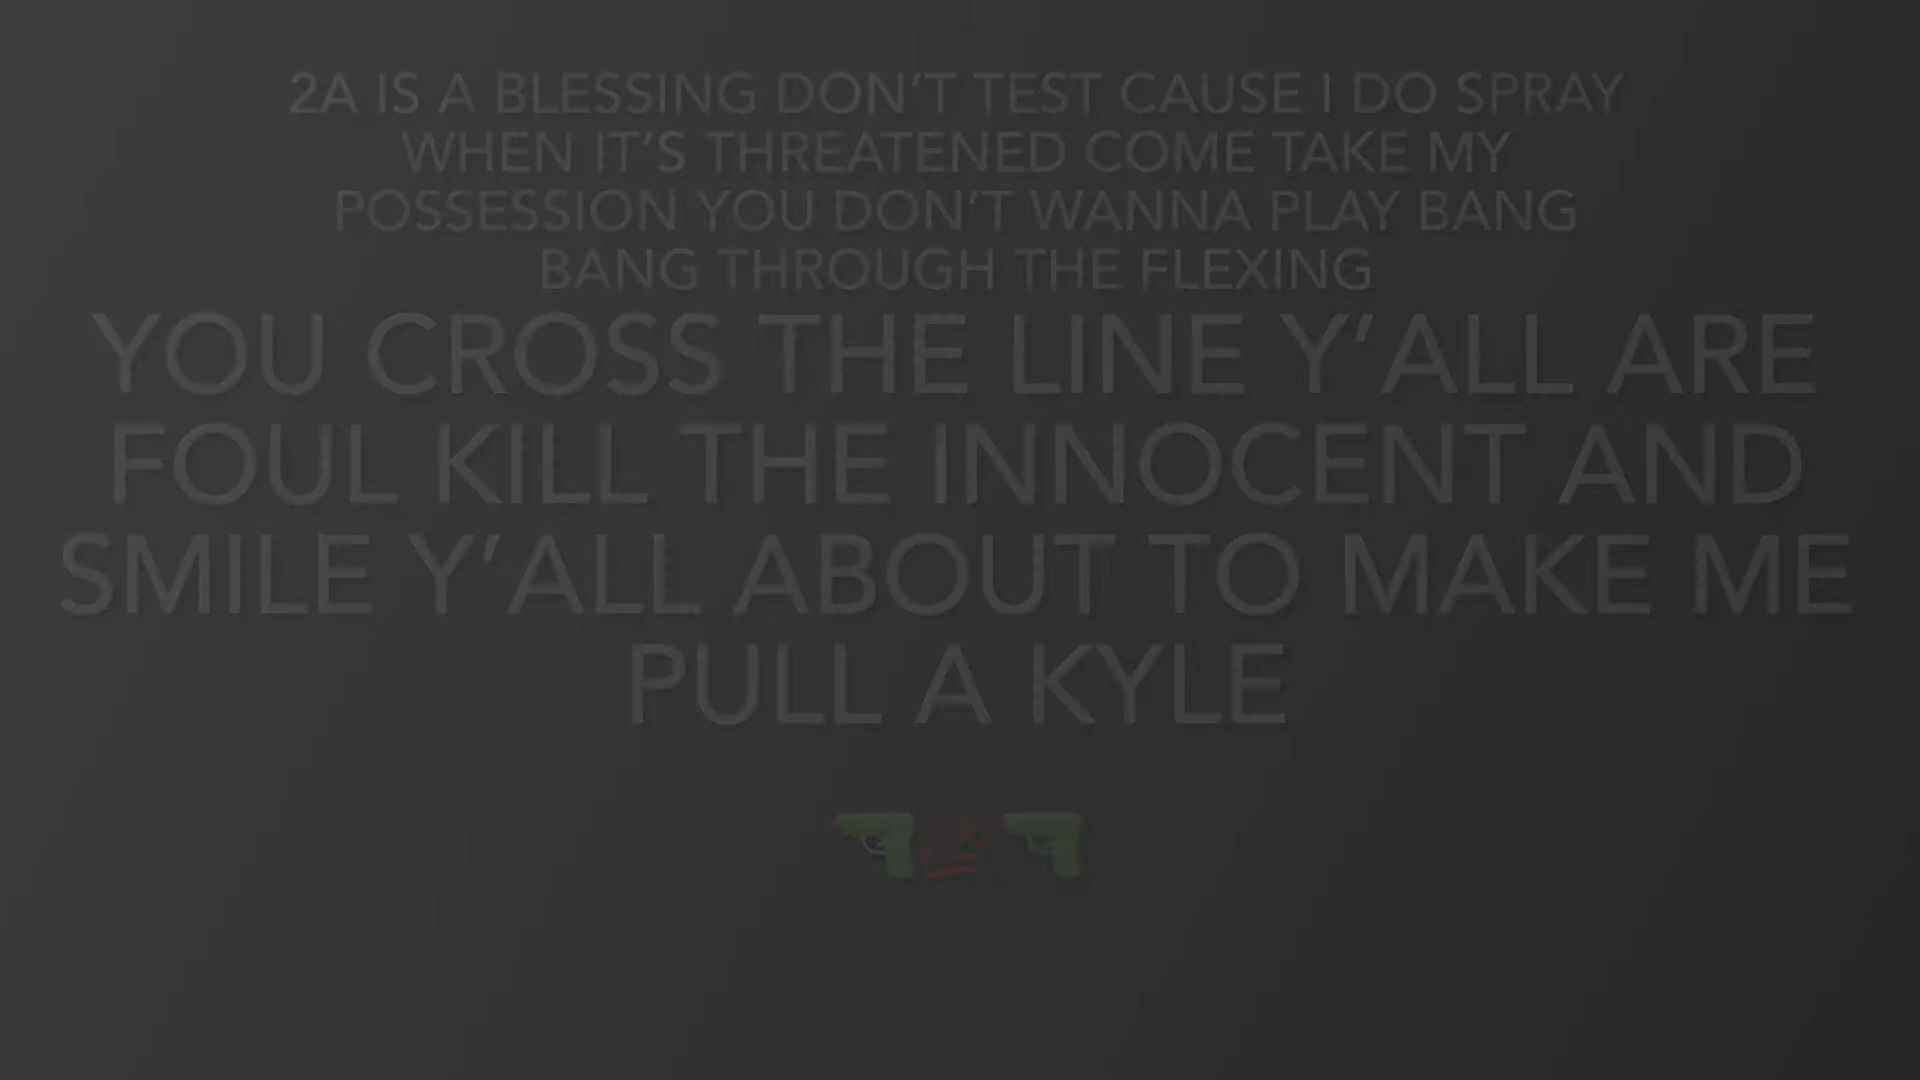 2A IS A BLESSING DON'T TEST CAUSE I DO SPRAY
WHEN IT'S THREATENED COME TAKE MY
POSSESSION YOU DON'T WANNA PLAY BANG
BANG THROUGH THE FLEXING
YOU CROSS THE LINE Y'ALL ARE
FOUL KILL THE INNOCENT AND
SMILE Y'ALL ABOUT TO MAKE ME
PULL A KYLE